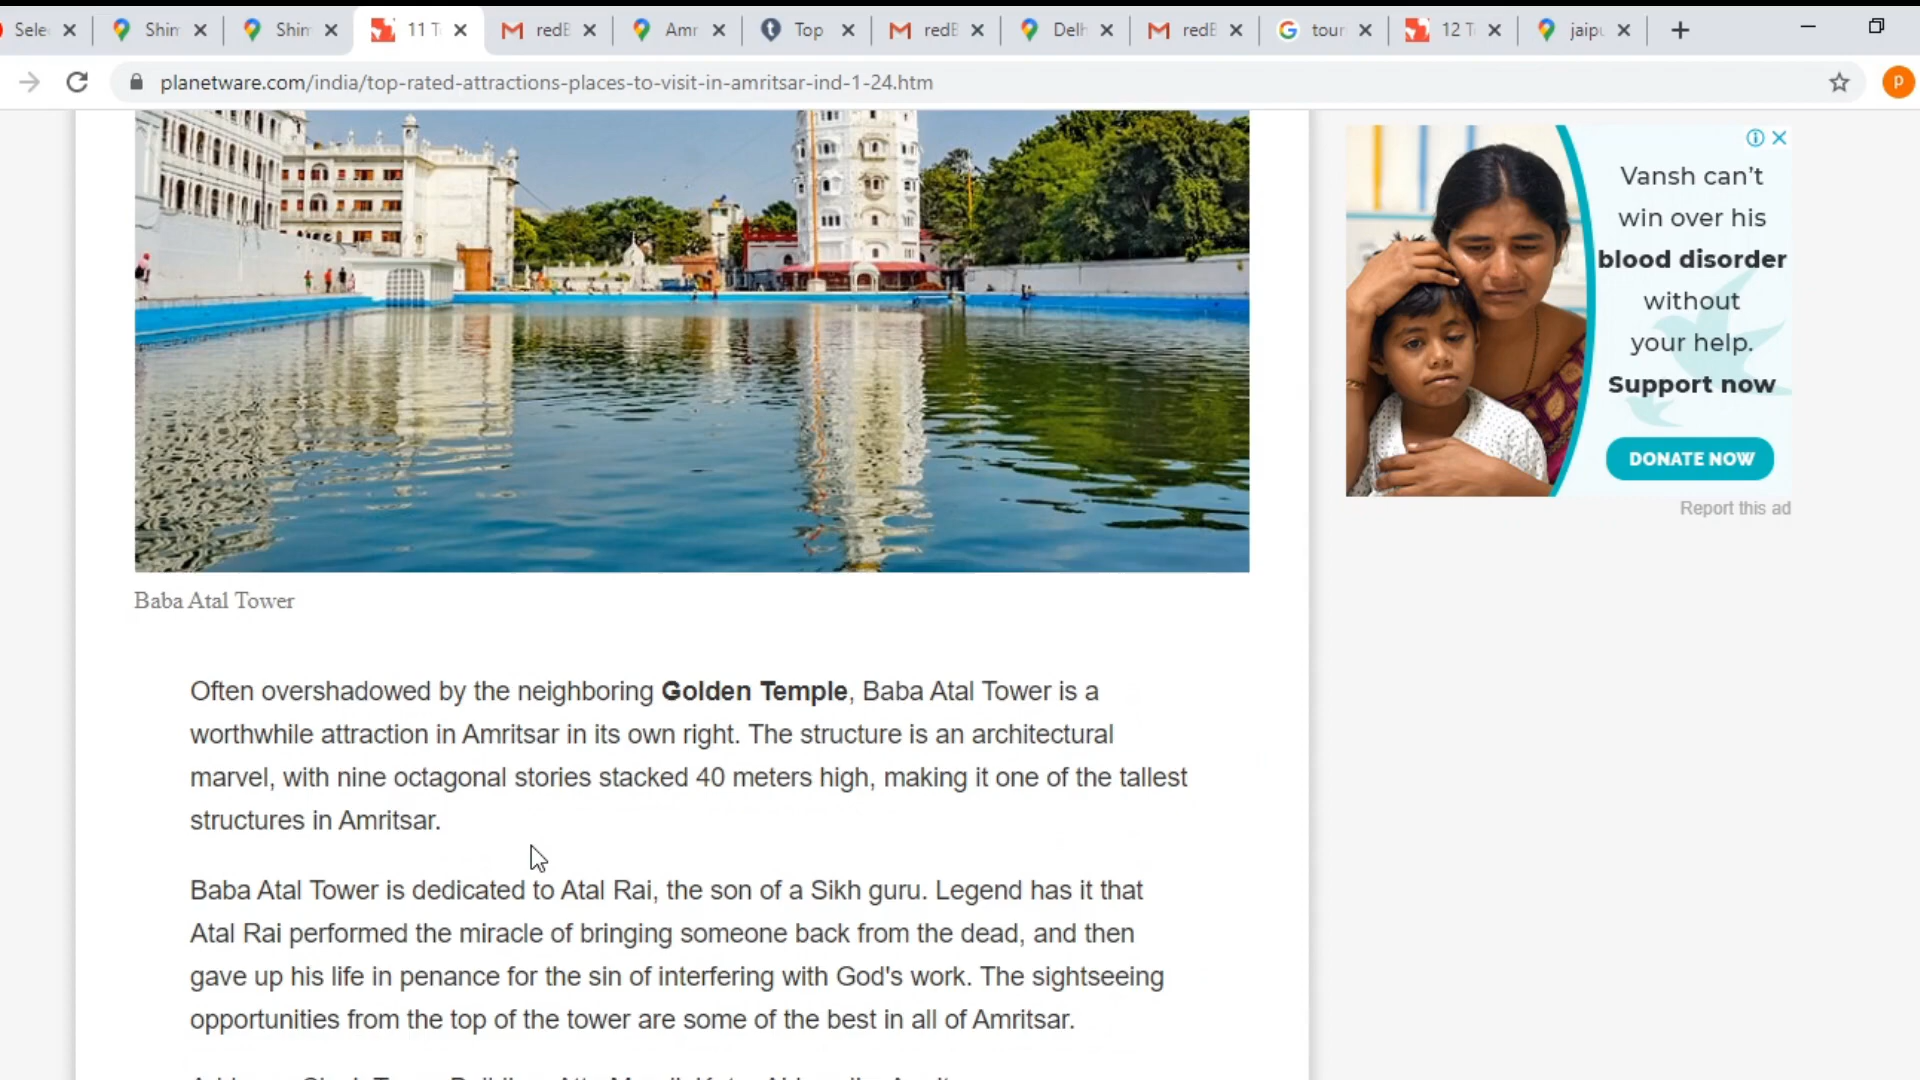 Sele
Shim
Shim
11 T
redB
Amr
Top
redB
Delh
redB
tour
12 T
jaipu
planetware.com/india/top-rated-attractions-places-to-visit-in-amritsar-ind-1-24.htm
P
Vansh can't
win over his
blood disorder
without
your help.
Support now
DONATE NOW
Report this ad
Baba Atal Tower
Often overshadowed by the neighboring Golden Temple, Baba Atal Tower is a
worthwhile attraction in Amritsar in its own right. The structure is an architectural
marvel, with nine octagonal stories stacked 40 meters high, making it one of the tallest
structures in Amritsar.
Baba Atal Tower is dedicated to Atal Rai, the son of a Sikh guru. Legend has it that
Atal Rai performed the miracle of bringing someone back from the dead, and then
gave up his life in penance for the sin of interfering with God's work. The sightseeing
opportunities from the top of the tower are some of the best in all of Amritsar.